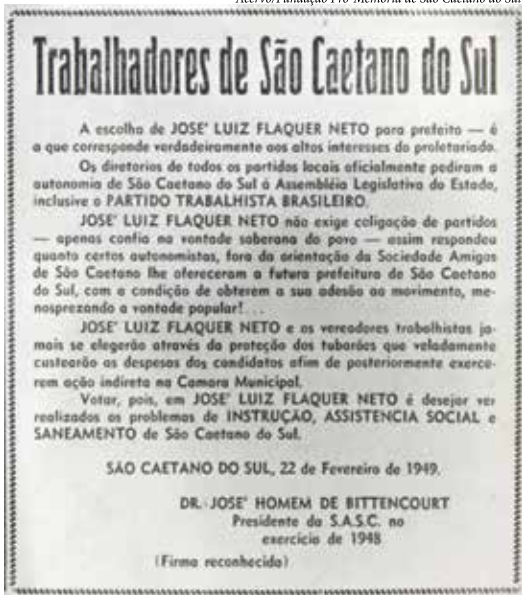 Acervo/Fundação Pró-Memória de São Caetano do Sul
Trabalhadores de São Caetano do Sul
A escolha de JOSE' LUIZ FLAQUER NETO para prefeito — é
a que corresponde verdadeiramente aos altos interesses do proletariado.
Os diretorios de todos os partidos locais oficialmente pediram a
autonomia de São Caetano do Sul á Assembléia Legislativa do Estado,
inclusive o PARTIDO TRABALHISTA BRASILEIRO.
JOSE' LUIZ FLAQUER NETO não exige coligação de partidos
— apenas confia na vontade soberana do povo — assim respondeu
quanto certos autonomistas, fora da orientação da Sociedade Amigos
de São Caetano lhe ofereceram a futura prefeitura de São Caetano
do Sul, com a condição de obterem a sua adesão ao movimento, me-
nosprezando a vontade popular!...
JOSE' LUIZ FLAQUER NETO e os vereadores trabalhistas ja-
mais se elegerão através da proteção dos tubarões que veladamente
custearão as despesas dos candidatos afim de posteriormente exerce-
rem ação indireta na Camara Municipal.
Votar, pois, em JOSE' LUIZ FLAQUER NETO é desejar ver
realizados os problemas de INSTRUÇÃO, ASSISTENCIA SOCIAL e
SANEAMENTO de São Caetano do Sul.
SÃO CAETANO DO SUL, 22 de Fevereiro de 1949.
DR. JOSE' HOMEM DE BITTENCOURT
Presidente da S.A.S.C. no
exercício de 1948
(Firma reconhecida)